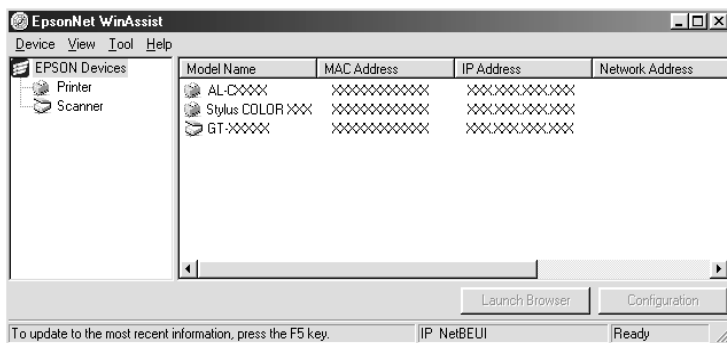 EpsonNet WinAssist
Device View Tool Help
EPSON Devices
Printer
Scanner
Model Name MAC Address IP Address Network Address
AL-CXXXX XXXXXXXXXXXX XXX.XXX.XXX.XXX
Stylus COLOR XXX XXXXXXXXXXXX XXX.XXX.XXX.XXX
GT-XXXXX XXXXXXXXXXXX XXX.XXX.XXX.XXX
Launch Browser Configuration
To update to the most recent information, press the F5 key. IP NetBEUI Ready